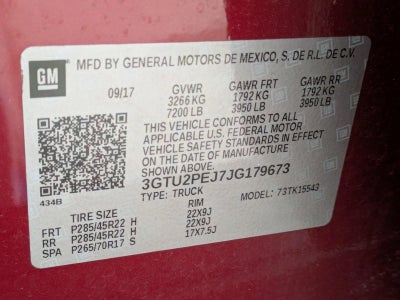 GM
MFD BY GENERAL MOTORS DE MEXICO, S. DE R.L. DE C.V.
09/17 GVWR GAWR FRT GAWR RR
3266 KG 1792 KG 1792 KG
7200 LB 3950 LB 3950 LB
THIS VEHICLE CONFORMS TO ALL
APPLICABLE U.S. FEDERAL MOTOR
VEHICLE SAFETY STANDARDS IN EFFECT
ON THE DATE OF MANUFACTURE
SHOWN ABOVE.
3GTU2PEJ7JG179673
434B TYPE: TRUCK MODEL: 73TK15543
TIRE SIZE RIM
FRT P285/45R22 H 22X9J
RR P285/45R22 H 22X9J
SPA P265/70R17 S 17X7.5J